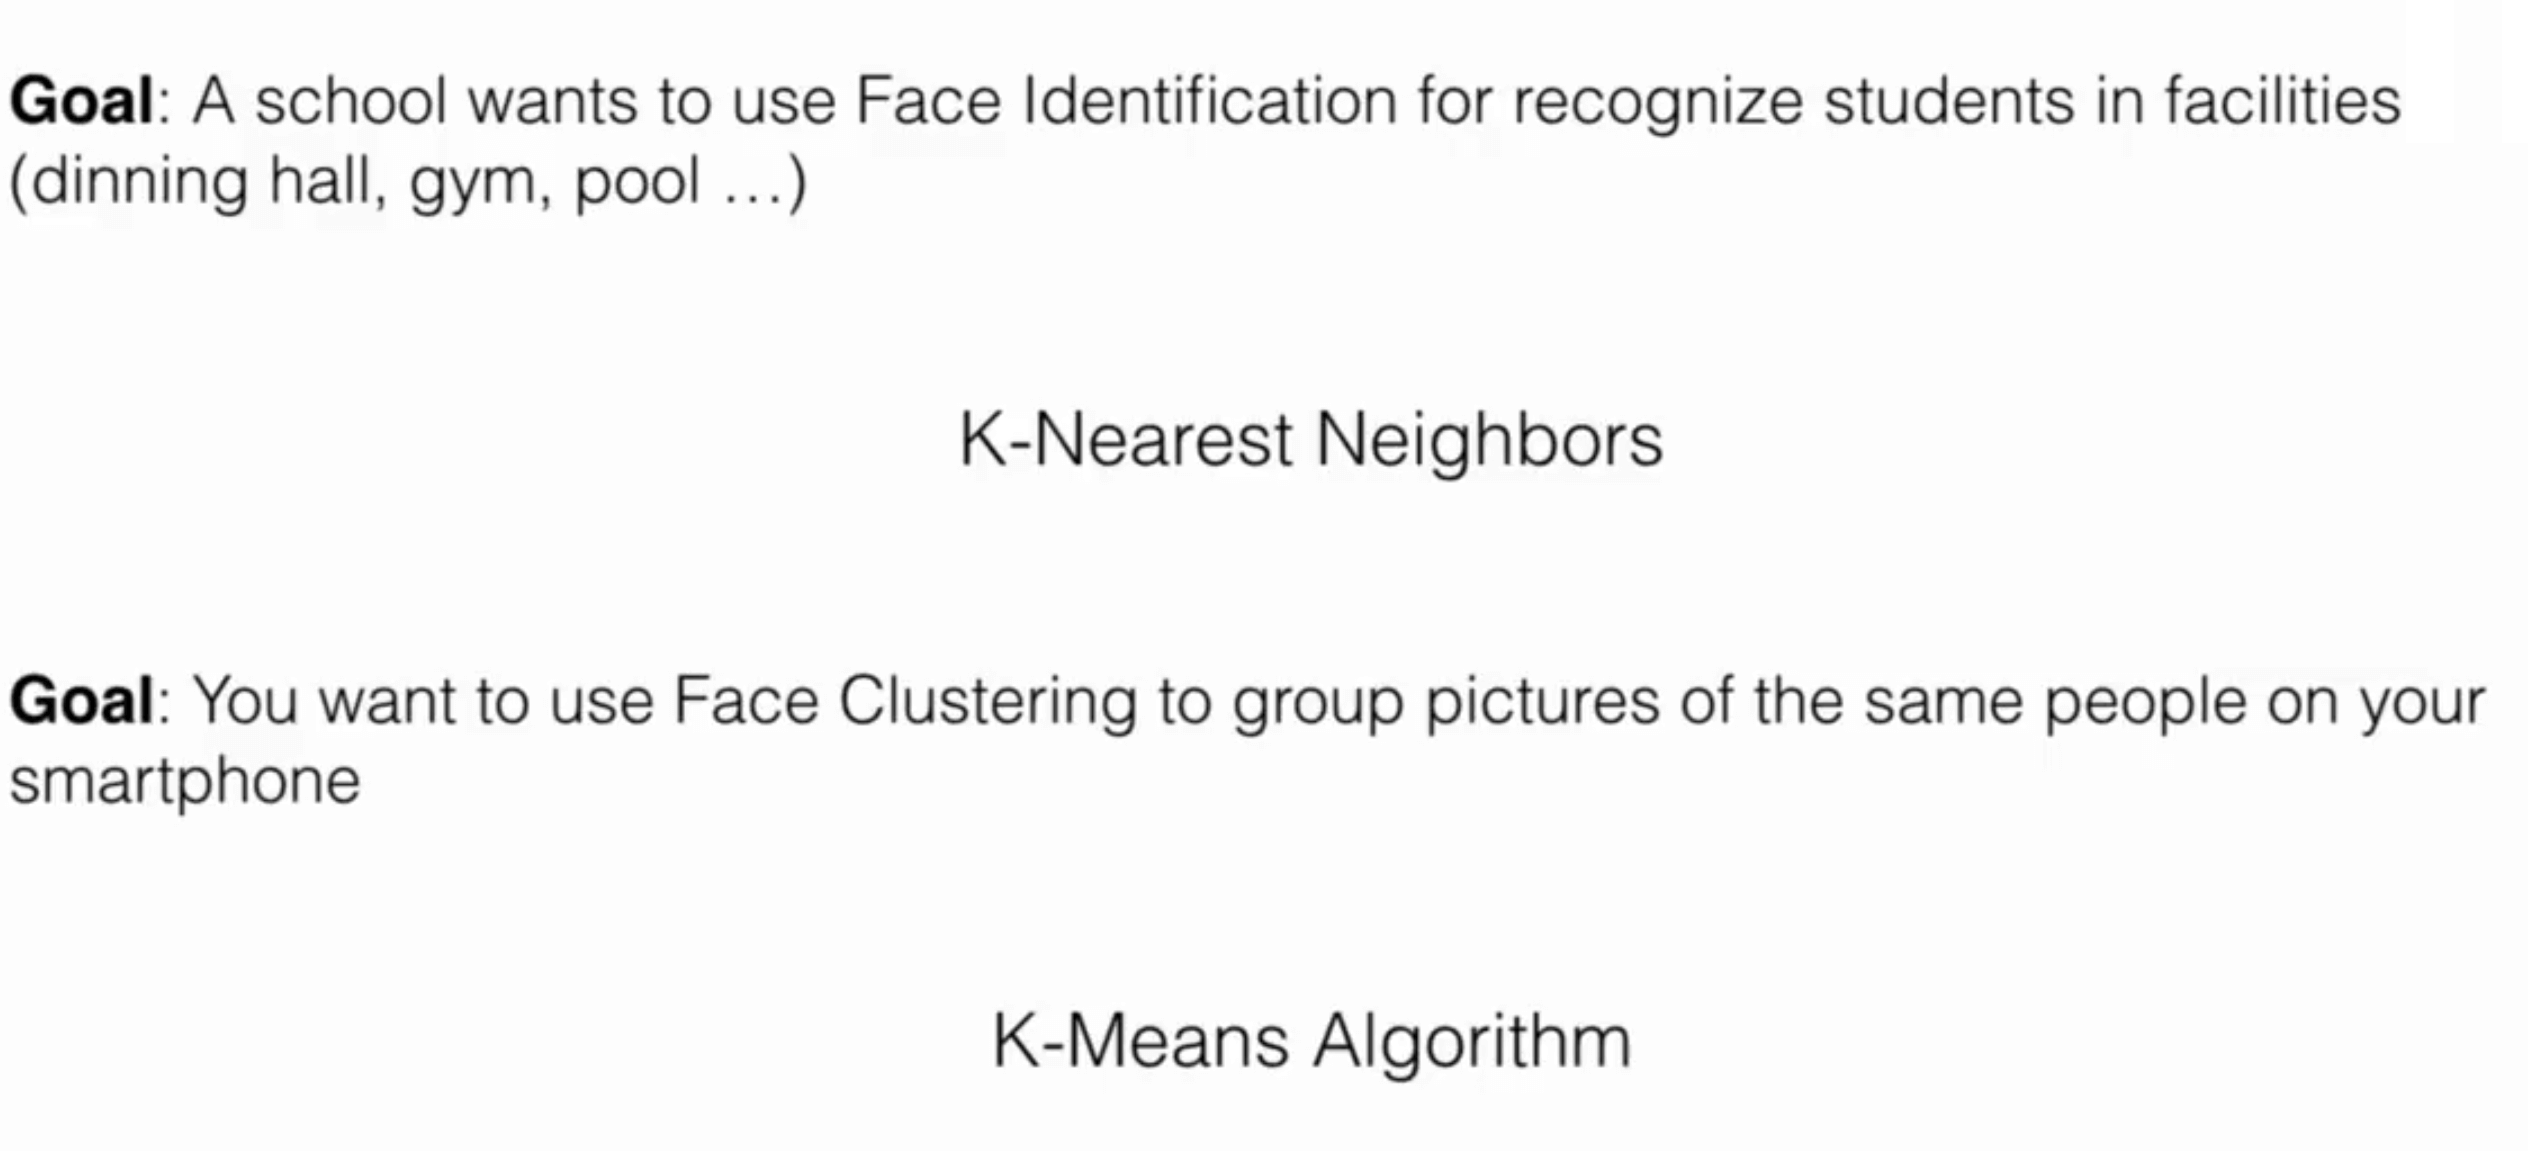 Goal: A school wants to use Face Identification for recognize students in facilities
(dinning hall, gym, pool ...)
K-Nearest Neighbors
Goal: You want to use Face Clustering to group pictures of the same people on your
smartphone
K-Means Algorithm